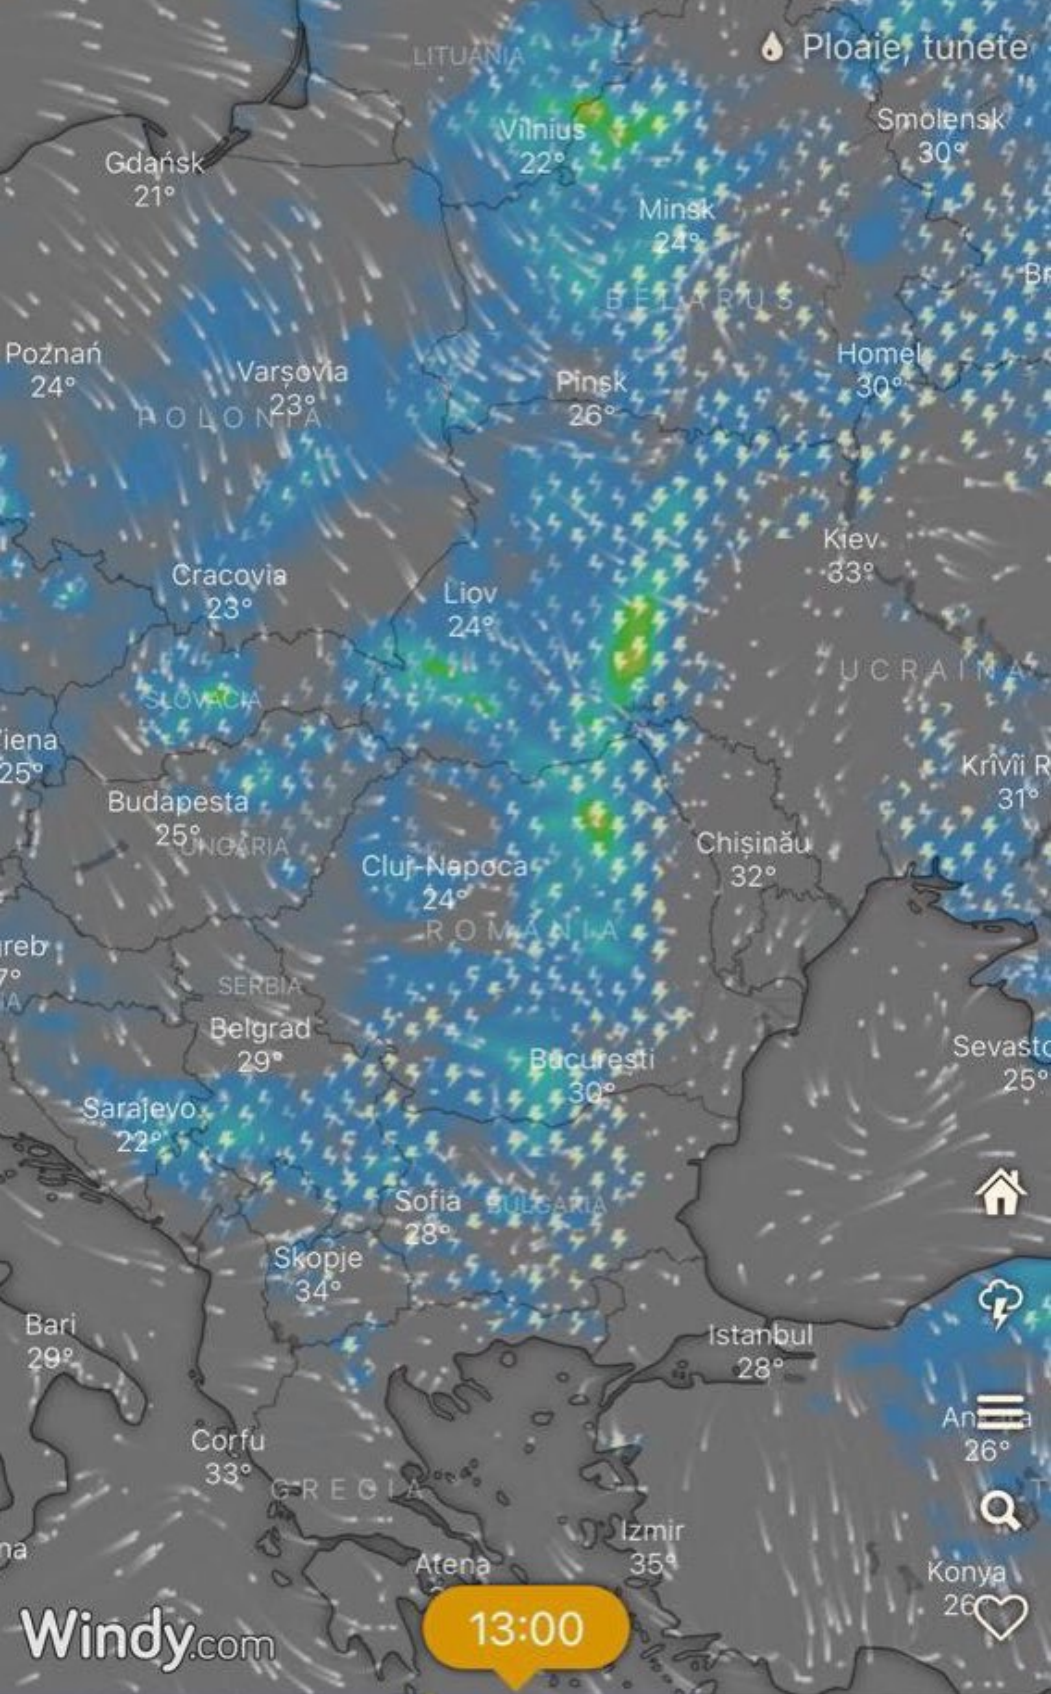 LITUANIA
Ploaie, tunete
Vilnius
22°
Smolensk
30°
Gdańsk
21°
Minsk
24°
BELARUS
Poznań
24°
Varșovia
23°
POLONIA
Homel
30°
Pinsk
26°
Kiev
33°
Cracovia
23°
Liov
24°
UCRAINA
SLOVACIA
25°
Budapesta
25°
UNGARIA
Krîvîi R
31°
Chișinău
32°
Cluj-Napoca
24°
ROMÂNIA
SERBIA
Belgrad
29°
București
30°
Sevasto
25°
Sarajevo
22°
Sofia
28°
BULGARIA
Skopje
34°
Bari
29°
Istanbul
28°
Ankara
26°
Corfu
33°
GRECIA
Izmir
35°
Atena
Konya
26
13:00
Windy.com